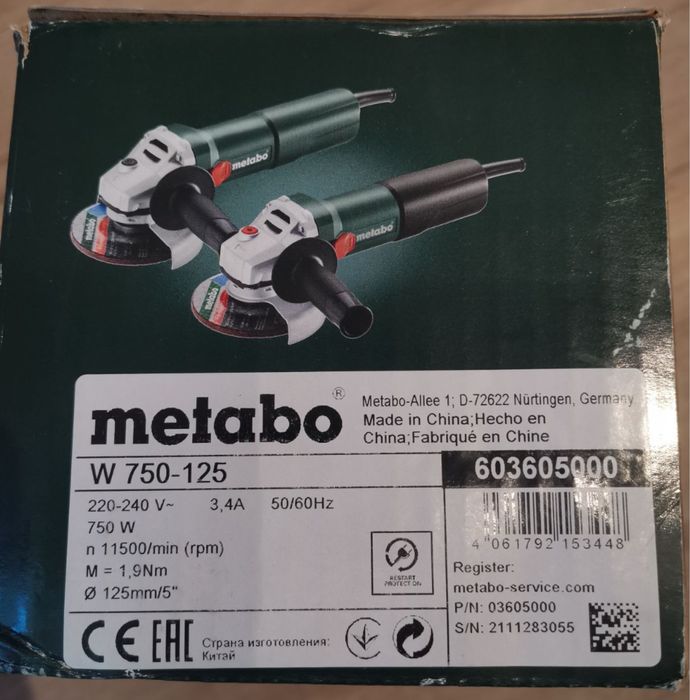 metabo
metabo
metabo®
Metabo-Allee 1; D-72622 Nürtingen, Germany
Made in China;Hecho en
China;Fabriqué en Chine
W 750-125
603605000
220-240 V~ 3,4A 50/60Hz
750 W
n 11500/min (rpm)
M = 1,9Nm
Ø 125mm/5"
RESTART
PROTECTION
4 061792 153448
Register:
metabo-service.com
P/N: 03605000
S/N: 2111283055
CE EAC
Страна изготовления:
Китай